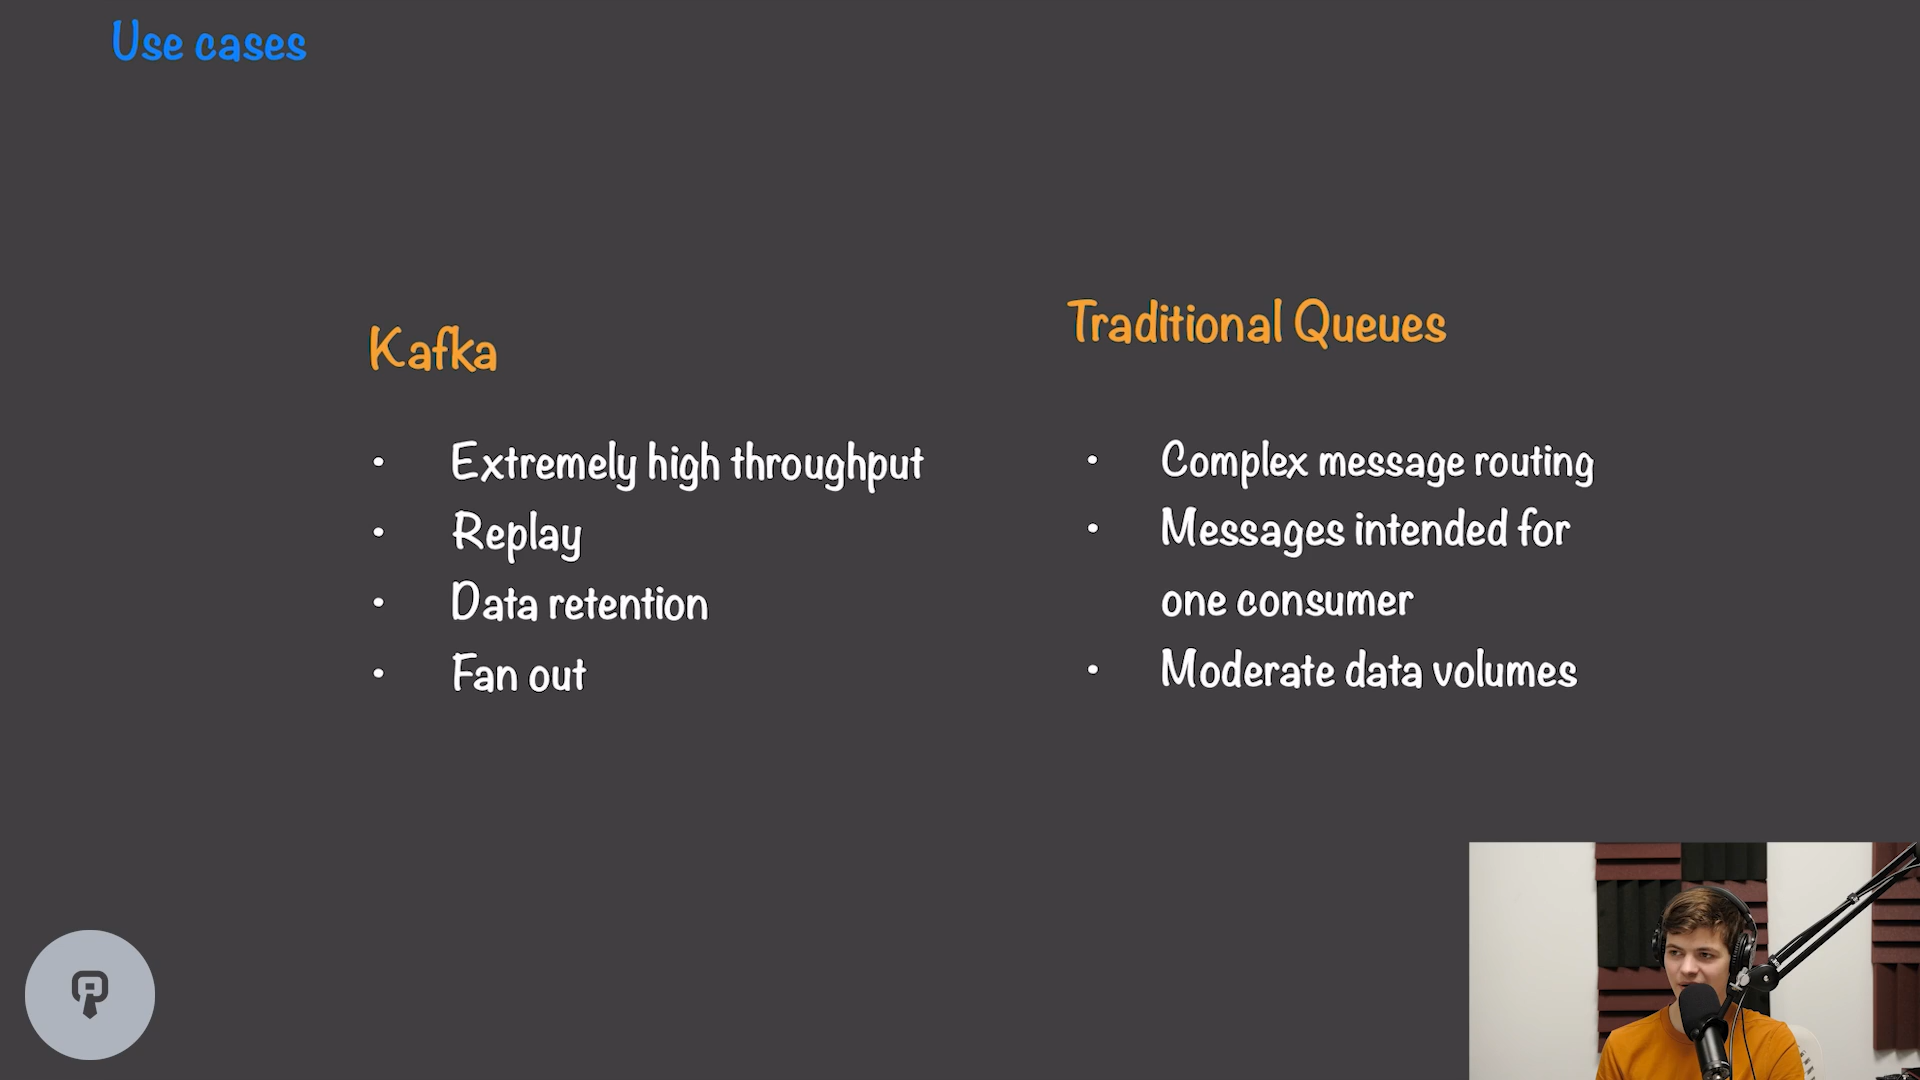 Use cases
Kafka
• Extremely high throughput
• Replay
• Data retention
• Fan out
Traditional Queues
• Complex message routing
• Messages intended for
one consumer
• Moderate data volumes